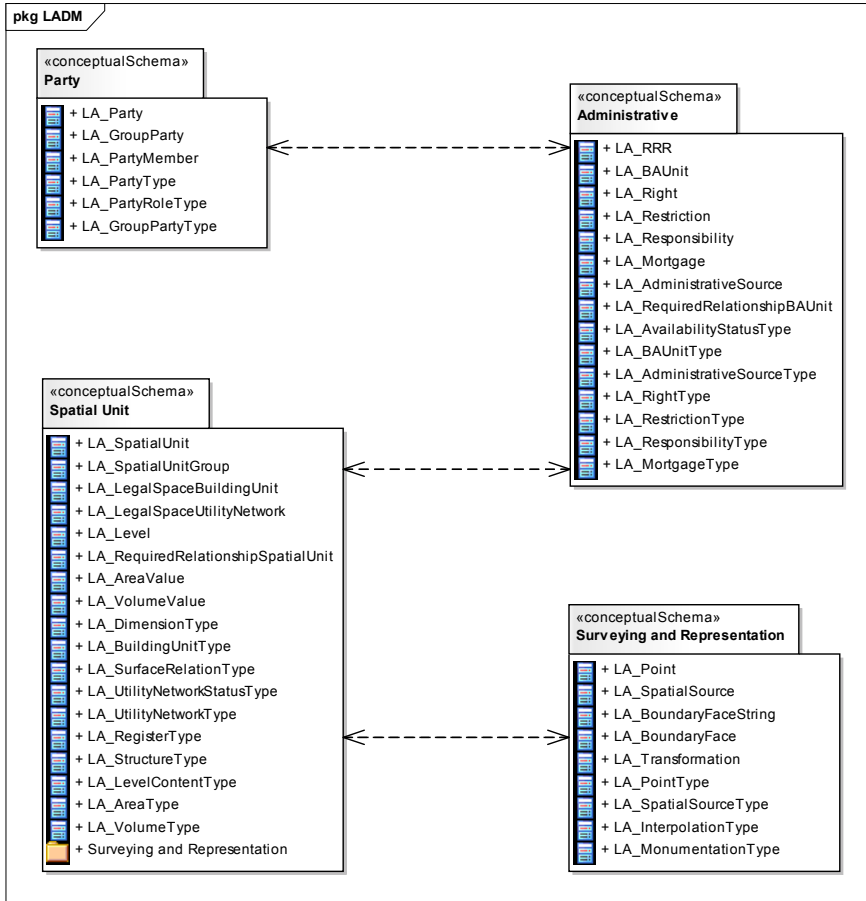 pkg LADM
«conceptualSchema»
Party
+ LA_Party
+ LA_GroupParty
+ LA_PartyMember
+ LA_PartyType
+ LA_PartyRoleType
+ LA_GroupPartyType
«conceptualSchema»
Administrative
+ LA_RRR
+ LA_BAUnit
+ LA_Right
+ LA_Restriction
+ LA_Responsibility
+ LA_Mortgage
+ LA_AdministrativeSource
+ LA_RequiredRelationshipBAUnit
+ LA_AvailabilityStatusType
+ LA_BAUnitType
+ LA_AdministrativeSourceType
+ LA_RightType
+ LA_RestrictionType
+ LA_ResponsibilityType
+ LA_MortgageType
«conceptualSchema»
Spatial Unit
+ LA_SpatialUnit
+ LA_SpatialUnitGroup
+ LA_LegalSpaceBuildingUnit
+ LA_LegalSpaceUtilityNetwork
+ LA_Level
+ LA_RequiredRelationshipSpatialUnit
+ LA_AreaValue
+ LA_VolumeValue
+ LA_DimensionType
+ LA_BuildingUnitType
+ LA_SurfaceRelationType
+ LA_UtilityNetworkStatusType
+ LA_UtilityNetworkType
+ LA_RegisterType
+ LA_StructureType
+ LA_LevelContentType
+ LA_AreaType
+ LA_VolumeType
+ Surveying and Representation
«conceptualSchema»
Surveying and Representation
+ LA_Point
+ LA_SpatialSource
+ LA_BoundaryFaceString
+ LA_BoundaryFace
+ LA_Transformation
+ LA_PointType
+ LA_SpatialSourceType
+ LA_InterpolationType
+ LA_MonumentationType